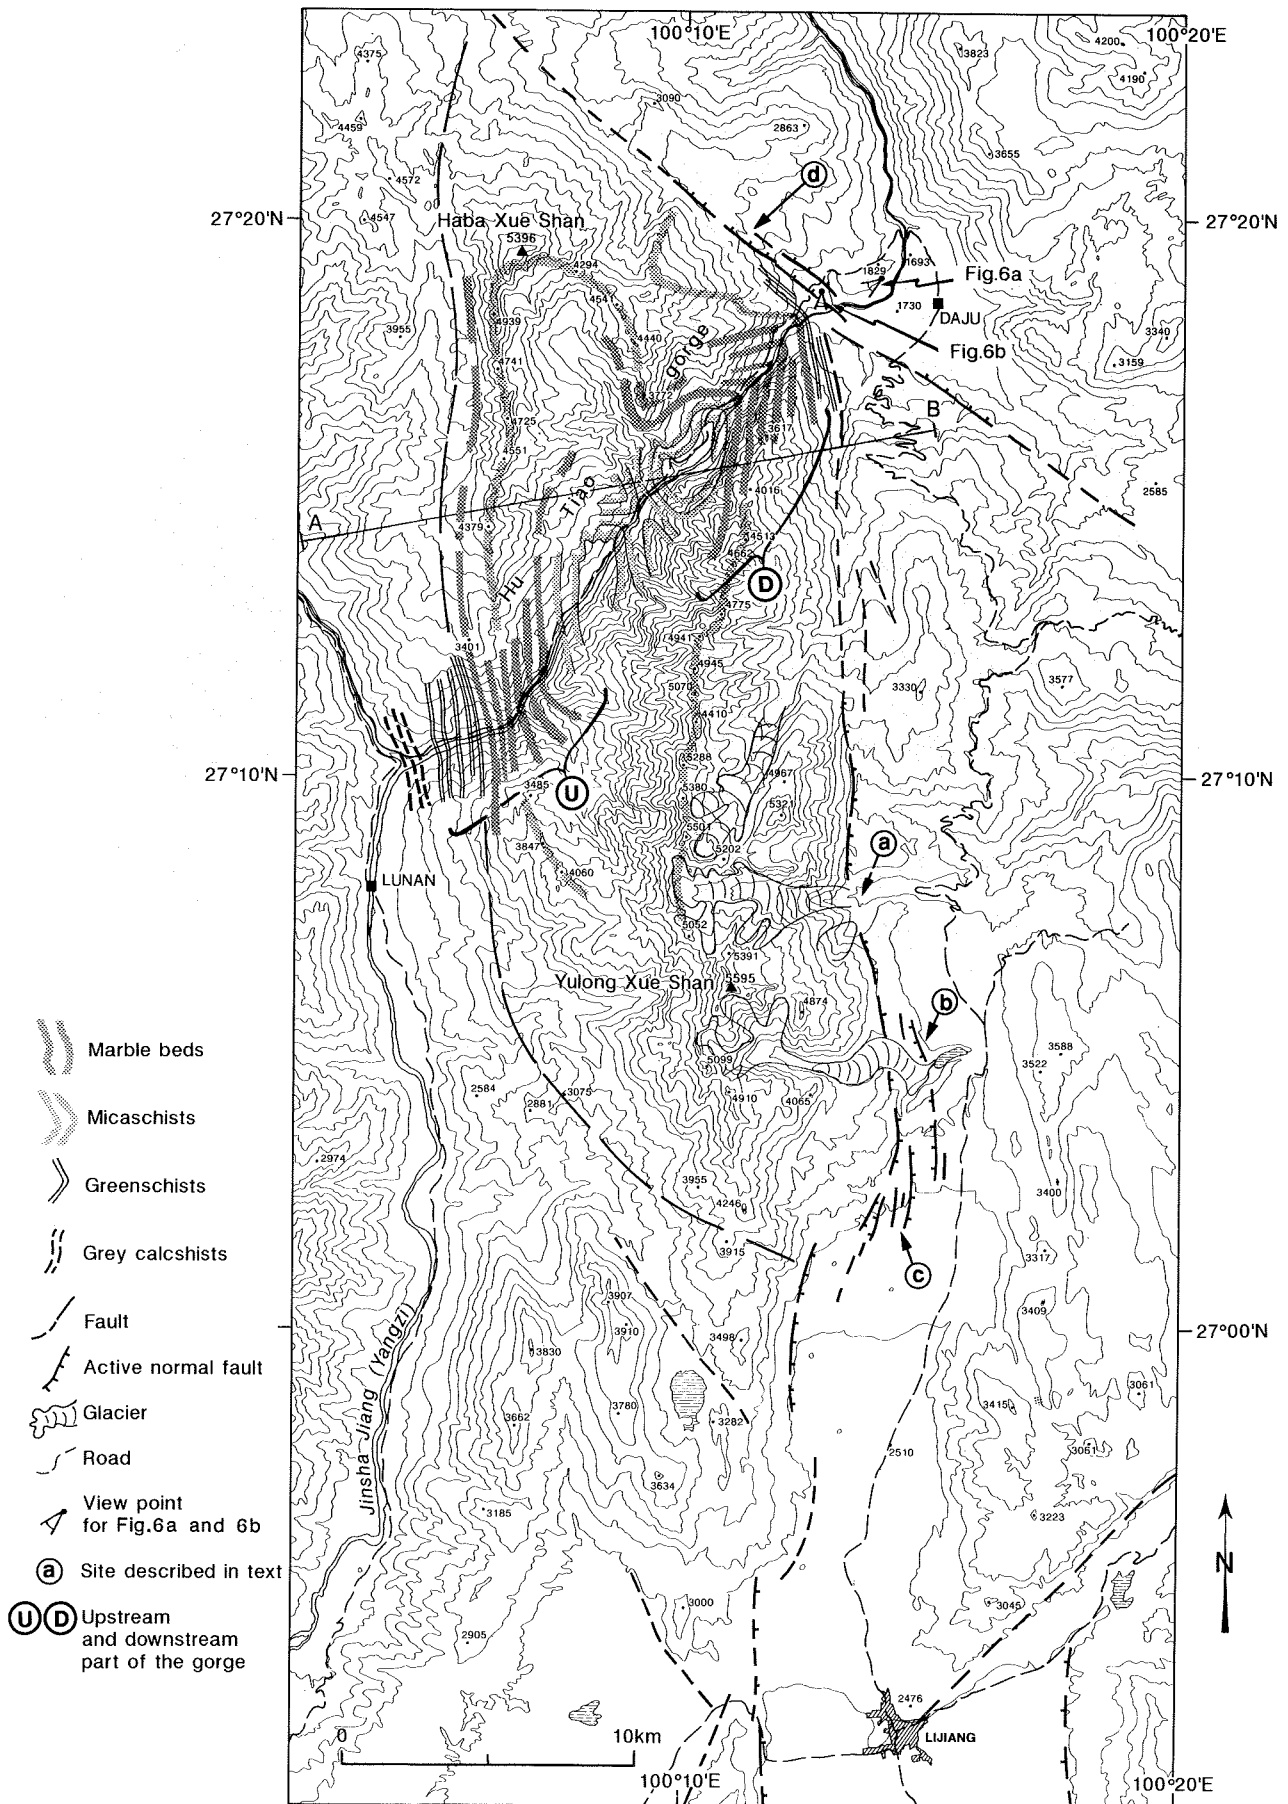 100°10'E
100°20'E
4375
3823
4200
4190
3090
4459
2863
3655
4572
d
27°20'N
4547
Haba Xue Shan
5396
27°20'N
4294
1693
1829
Fig.6a
4541
1730
DAJU
4939
3955
4440
gorge
3340
4741
Fig.6b
3159
3772
B
4725
3617
4551
4016
2585
Tiao
A
4379
4513
4662
D
Hu
4775
3401
4941
4945
5070
3330
3577
4410
27°10'N
5288
4967
27°10'N
3485
5380
U
5321
5501
3847
5202
a
LUNAN
4060
5052
5391
Yulong Xue Shan
5595
4874
b
Marble beds
3588
5099
3522
2584
3075
4910
4065
2881
Micaschists
2974
Greenschists
3955
3400
4246
Grey calcshists
3915
3317
c
3907
3409
Fault
3910
3498
27°00'N
3830
Active normal fault
3061
3780
3415
Glacier
3662
3282
Jinsha Jiang (Yangzi)
2510
3051
Road
3634
View point
for Fig.6a and 6b
3185
3223
a Site described in text
N
3000
3045
U D Upstream
and downstream
part of the gorge
2905
2476
0
10km
LIJIANG
100°10'E
100°20'E